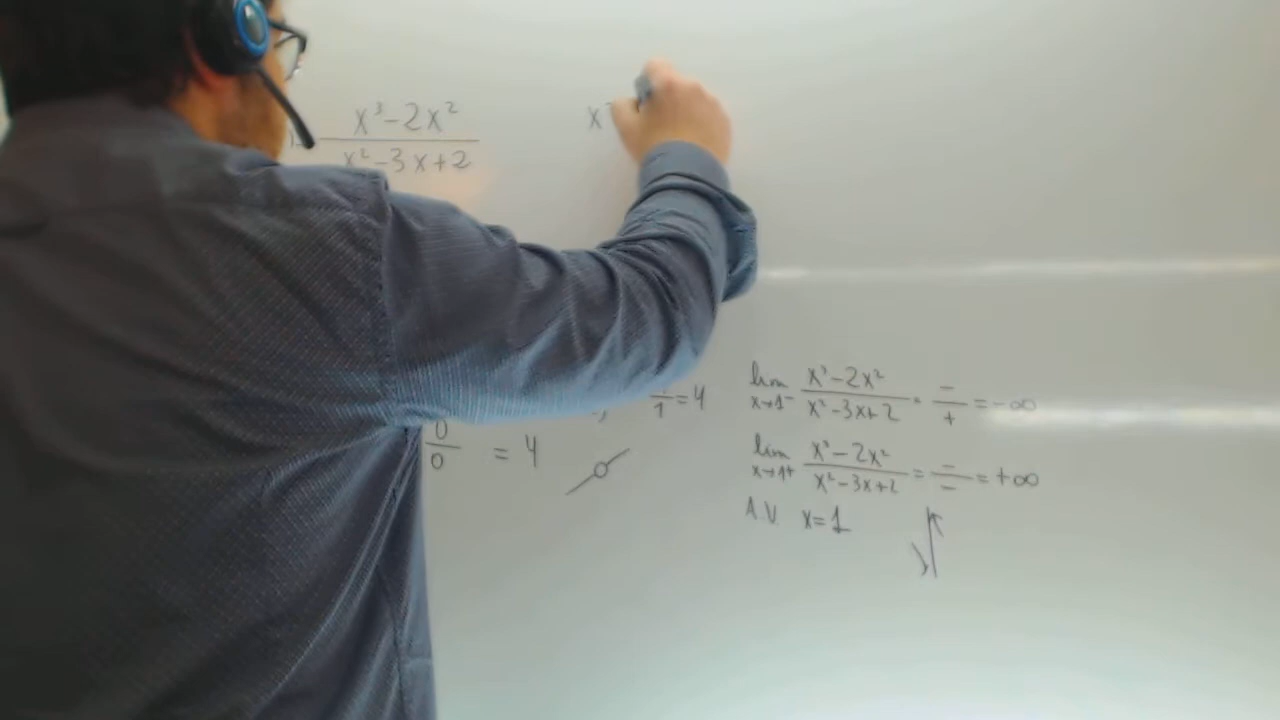 x³-2x²
x²-3x+2
x
1 = 4
0
0 = 4
lim x→1⁻ x³-2x² / x²-3x+2 = - / + = -∞
lim x→1⁺ x³-2x² / x²-3x+2 = - / - = +∞
A.V. x=1